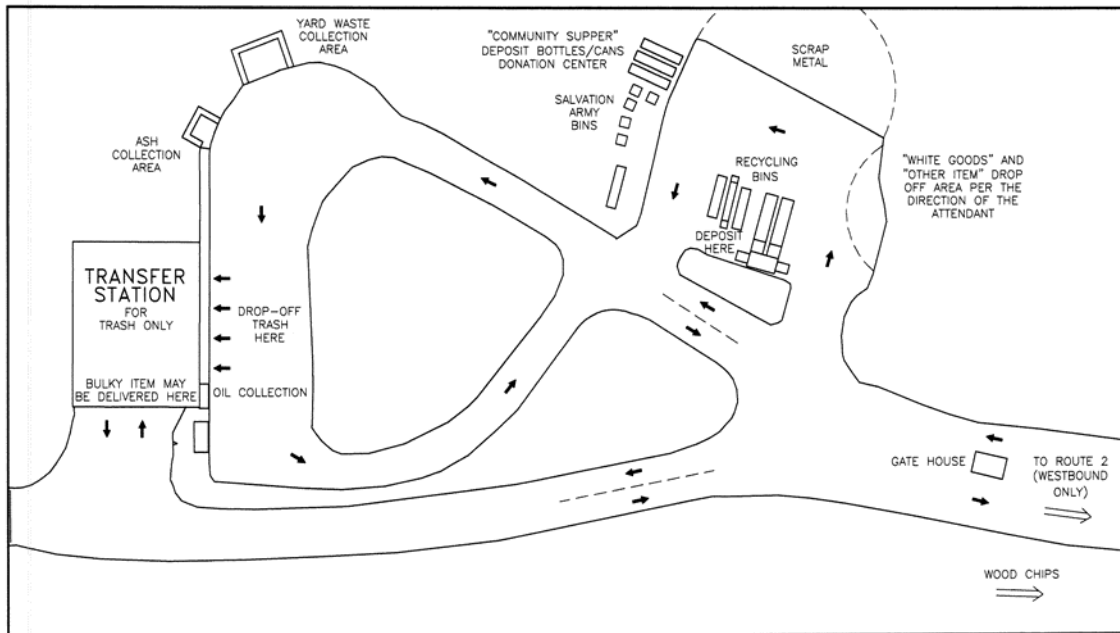 YARD WASTE
COLLECTION
AREA
"COMMUNITY SUPPER"
DEPOSIT BOTTLES/CANS
DONATION CENTER
SCRAP
METAL
SALVATION
ARMY
BINS
ASH
COLLECTION
AREA
RECYCLING
BINS
"WHITE GOODS" AND
"OTHER ITEM" DROP
OFF AREA PER THE
DIRECTION OF THE
ATTENDANT
DEPOSIT
HERE
TRANSFER
STATION
FOR
TRASH ONLY
DROP-OFF
TRASH
HERE
BULKY ITEM MAY
BE DELIVERED HERE
OIL COLLECTION
GATE HOUSE
TO ROUTE 2
(WESTBOUND
ONLY)
WOOD CHIPS